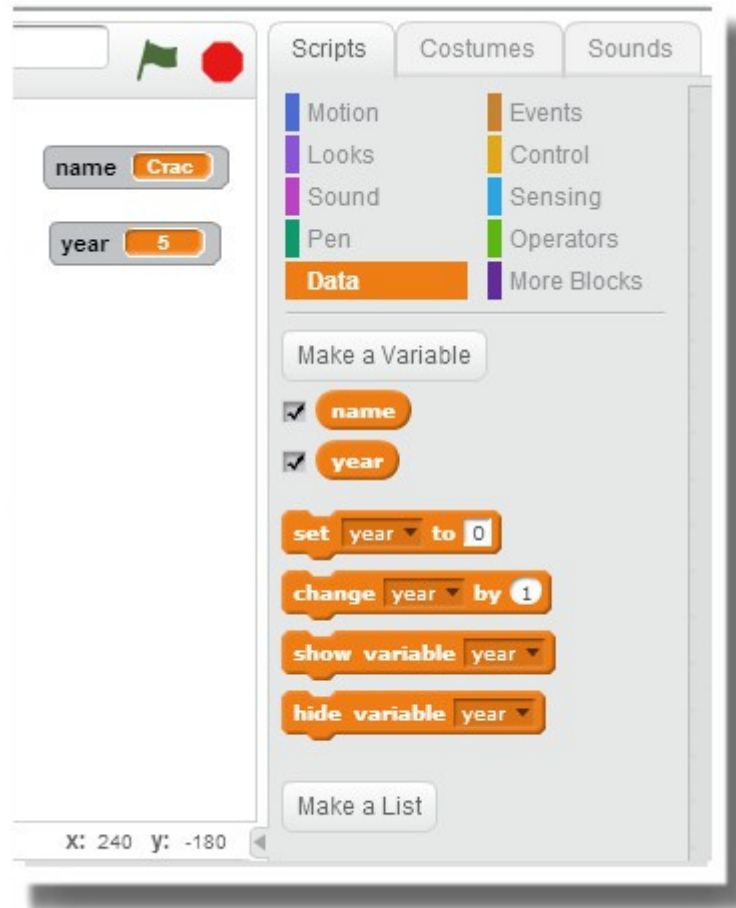 Scripts Costumes Sounds
name Стас
year 5
x: 240 y: -180
Motion Events
Looks Control
Sound Sensing
Pen Operators
Data More Blocks
Make a Variable
name
year
set year to 0
change year by 1
show variable year
hide variable year
Make a List